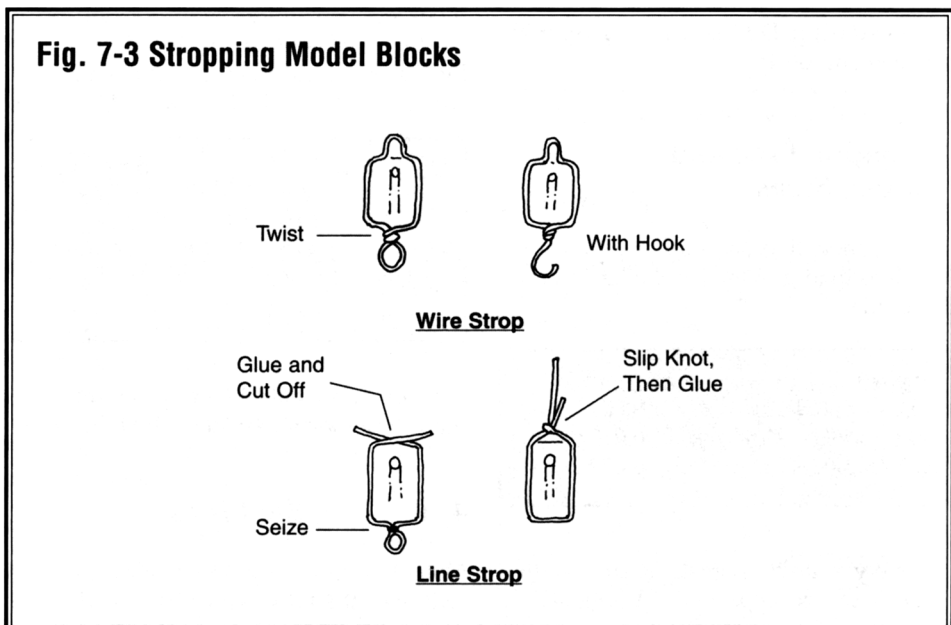 Fig. 7-3 Stropping Model Blocks
Twist
With Hook
Wire Strop
Glue and
Cut Off
Slip Knot,
Then Glue
Seize
Line Strop